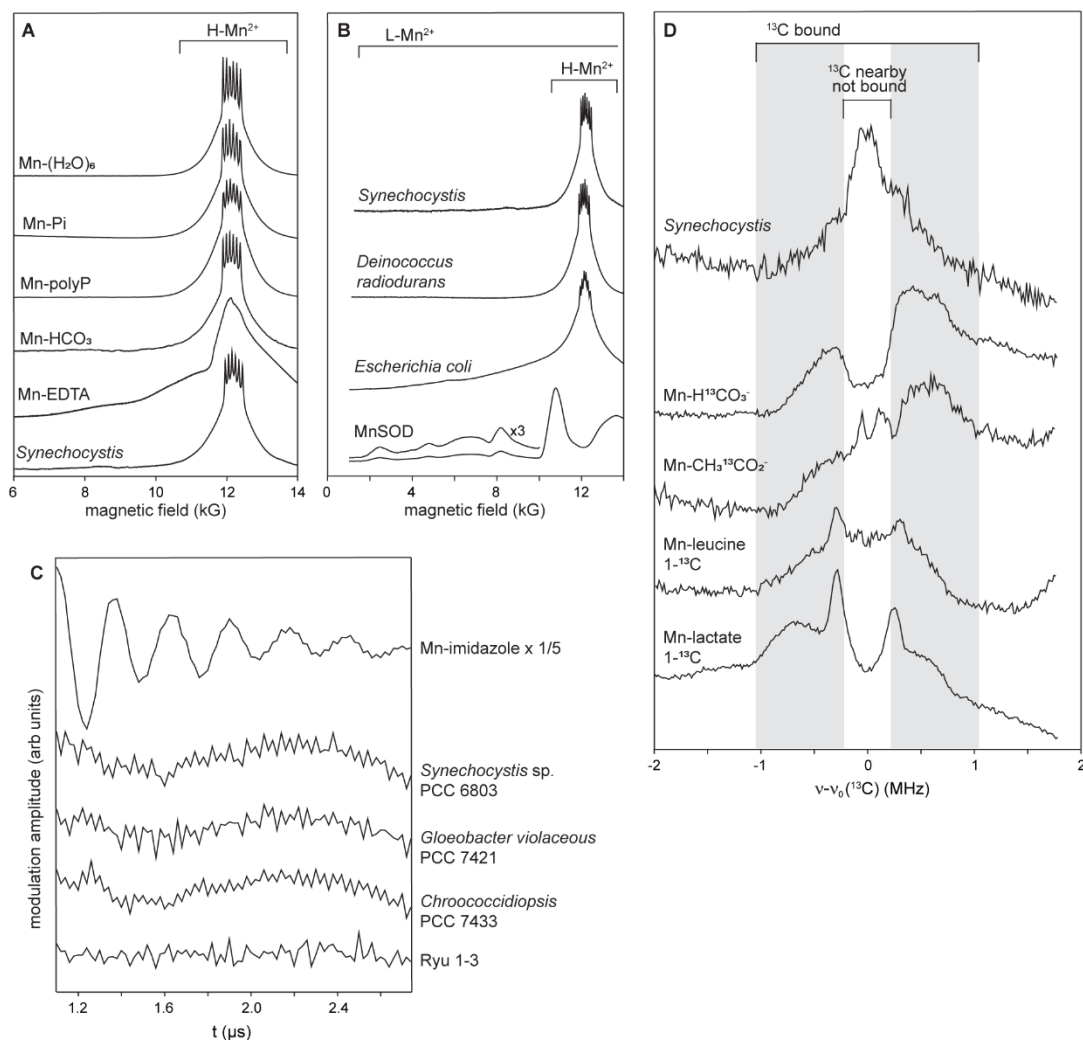 A
H-Mn²⁺
Mn-(H₂O)₆
Mn-Pi
Mn-polyP
Mn-HCO₃
Mn-EDTA
Synechocystis
6 8 10 12 14
magnetic field (kG)
B
L-Mn²⁺
H-Mn²⁺
Synechocystis
Deinococcus
radiodurans
Escherichia coli
MnSOD
x3
0 4 8 12
magnetic field (kG)
C
modulation amplitude (arb units)
Mn-imidazole x 1/5
Synechocystis sp.
PCC 6803
Gloeobacter violaceous
PCC 7421
Chroococcidiopsis
PCC 7433
Ryu 1-3
1.2 1.6 2.0 2.4
t (µs)
D
¹³C bound
¹³C nearby
not bound
Synechocystis
Mn-H¹³CO₃⁻
Mn-CH₃¹³CO₂⁻
Mn-leucine
1-¹³C
Mn-lactate
1-¹³C
-2 -1 0 1 2
ν-ν₀(¹³C) (MHz)